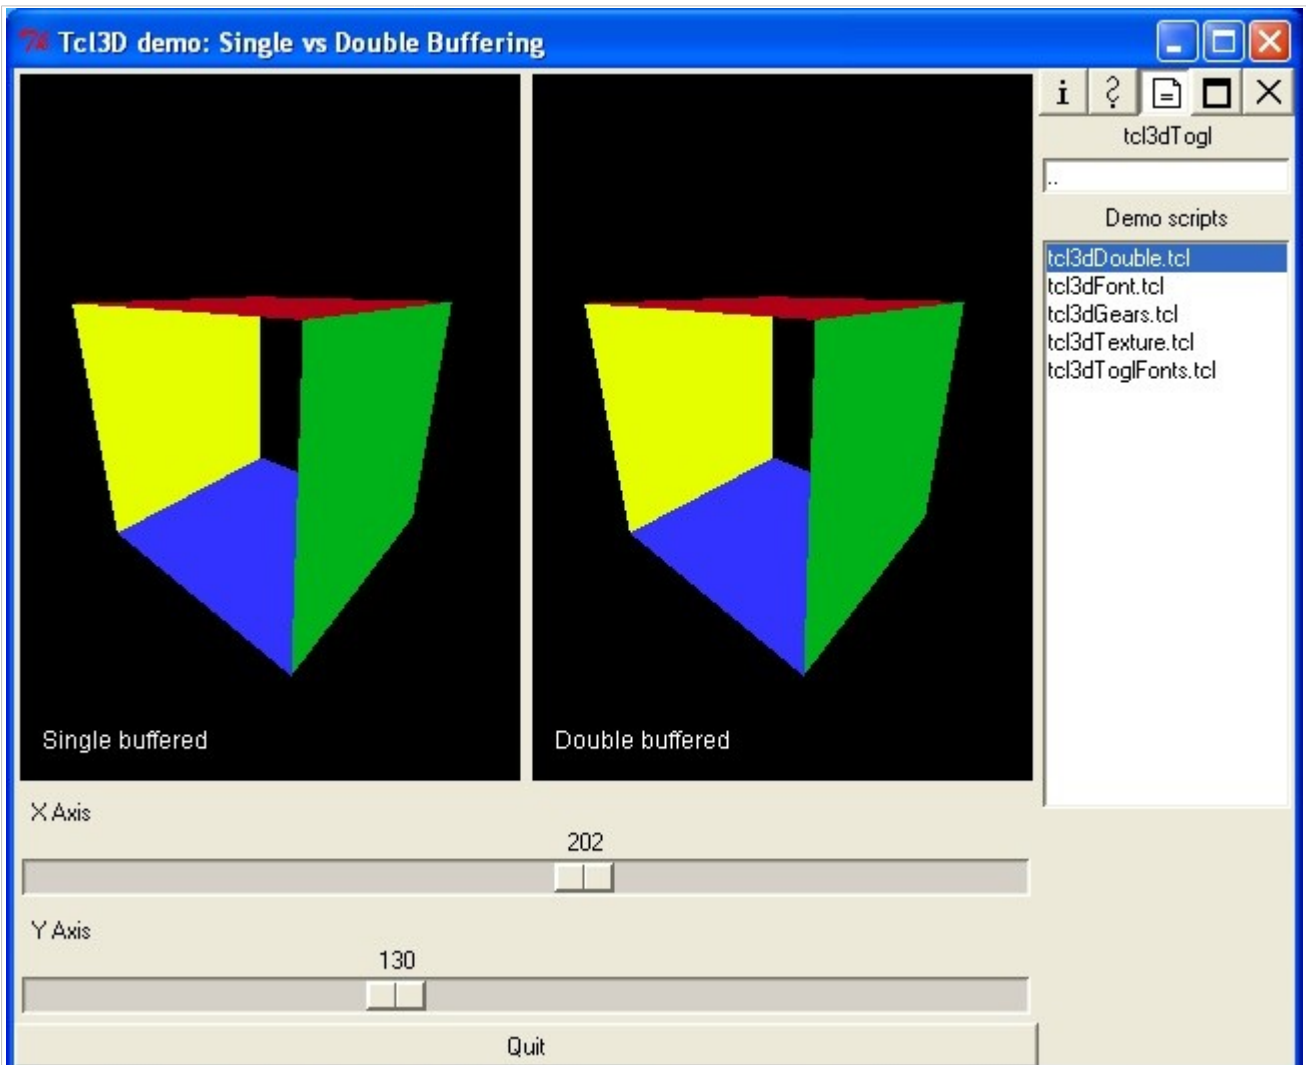 Tcl3D demo: Single vs Double Buffering
i ?
tcl3dTogl
..
Demo scripts
tcl3dDouble.tcl
tcl3dFont.tcl
tcl3dGears.tcl
tcl3dTexture.tcl
tcl3dToglFonts.tcl
Single buffered
Double buffered
X Axis
202
Y Axis
130
Quit